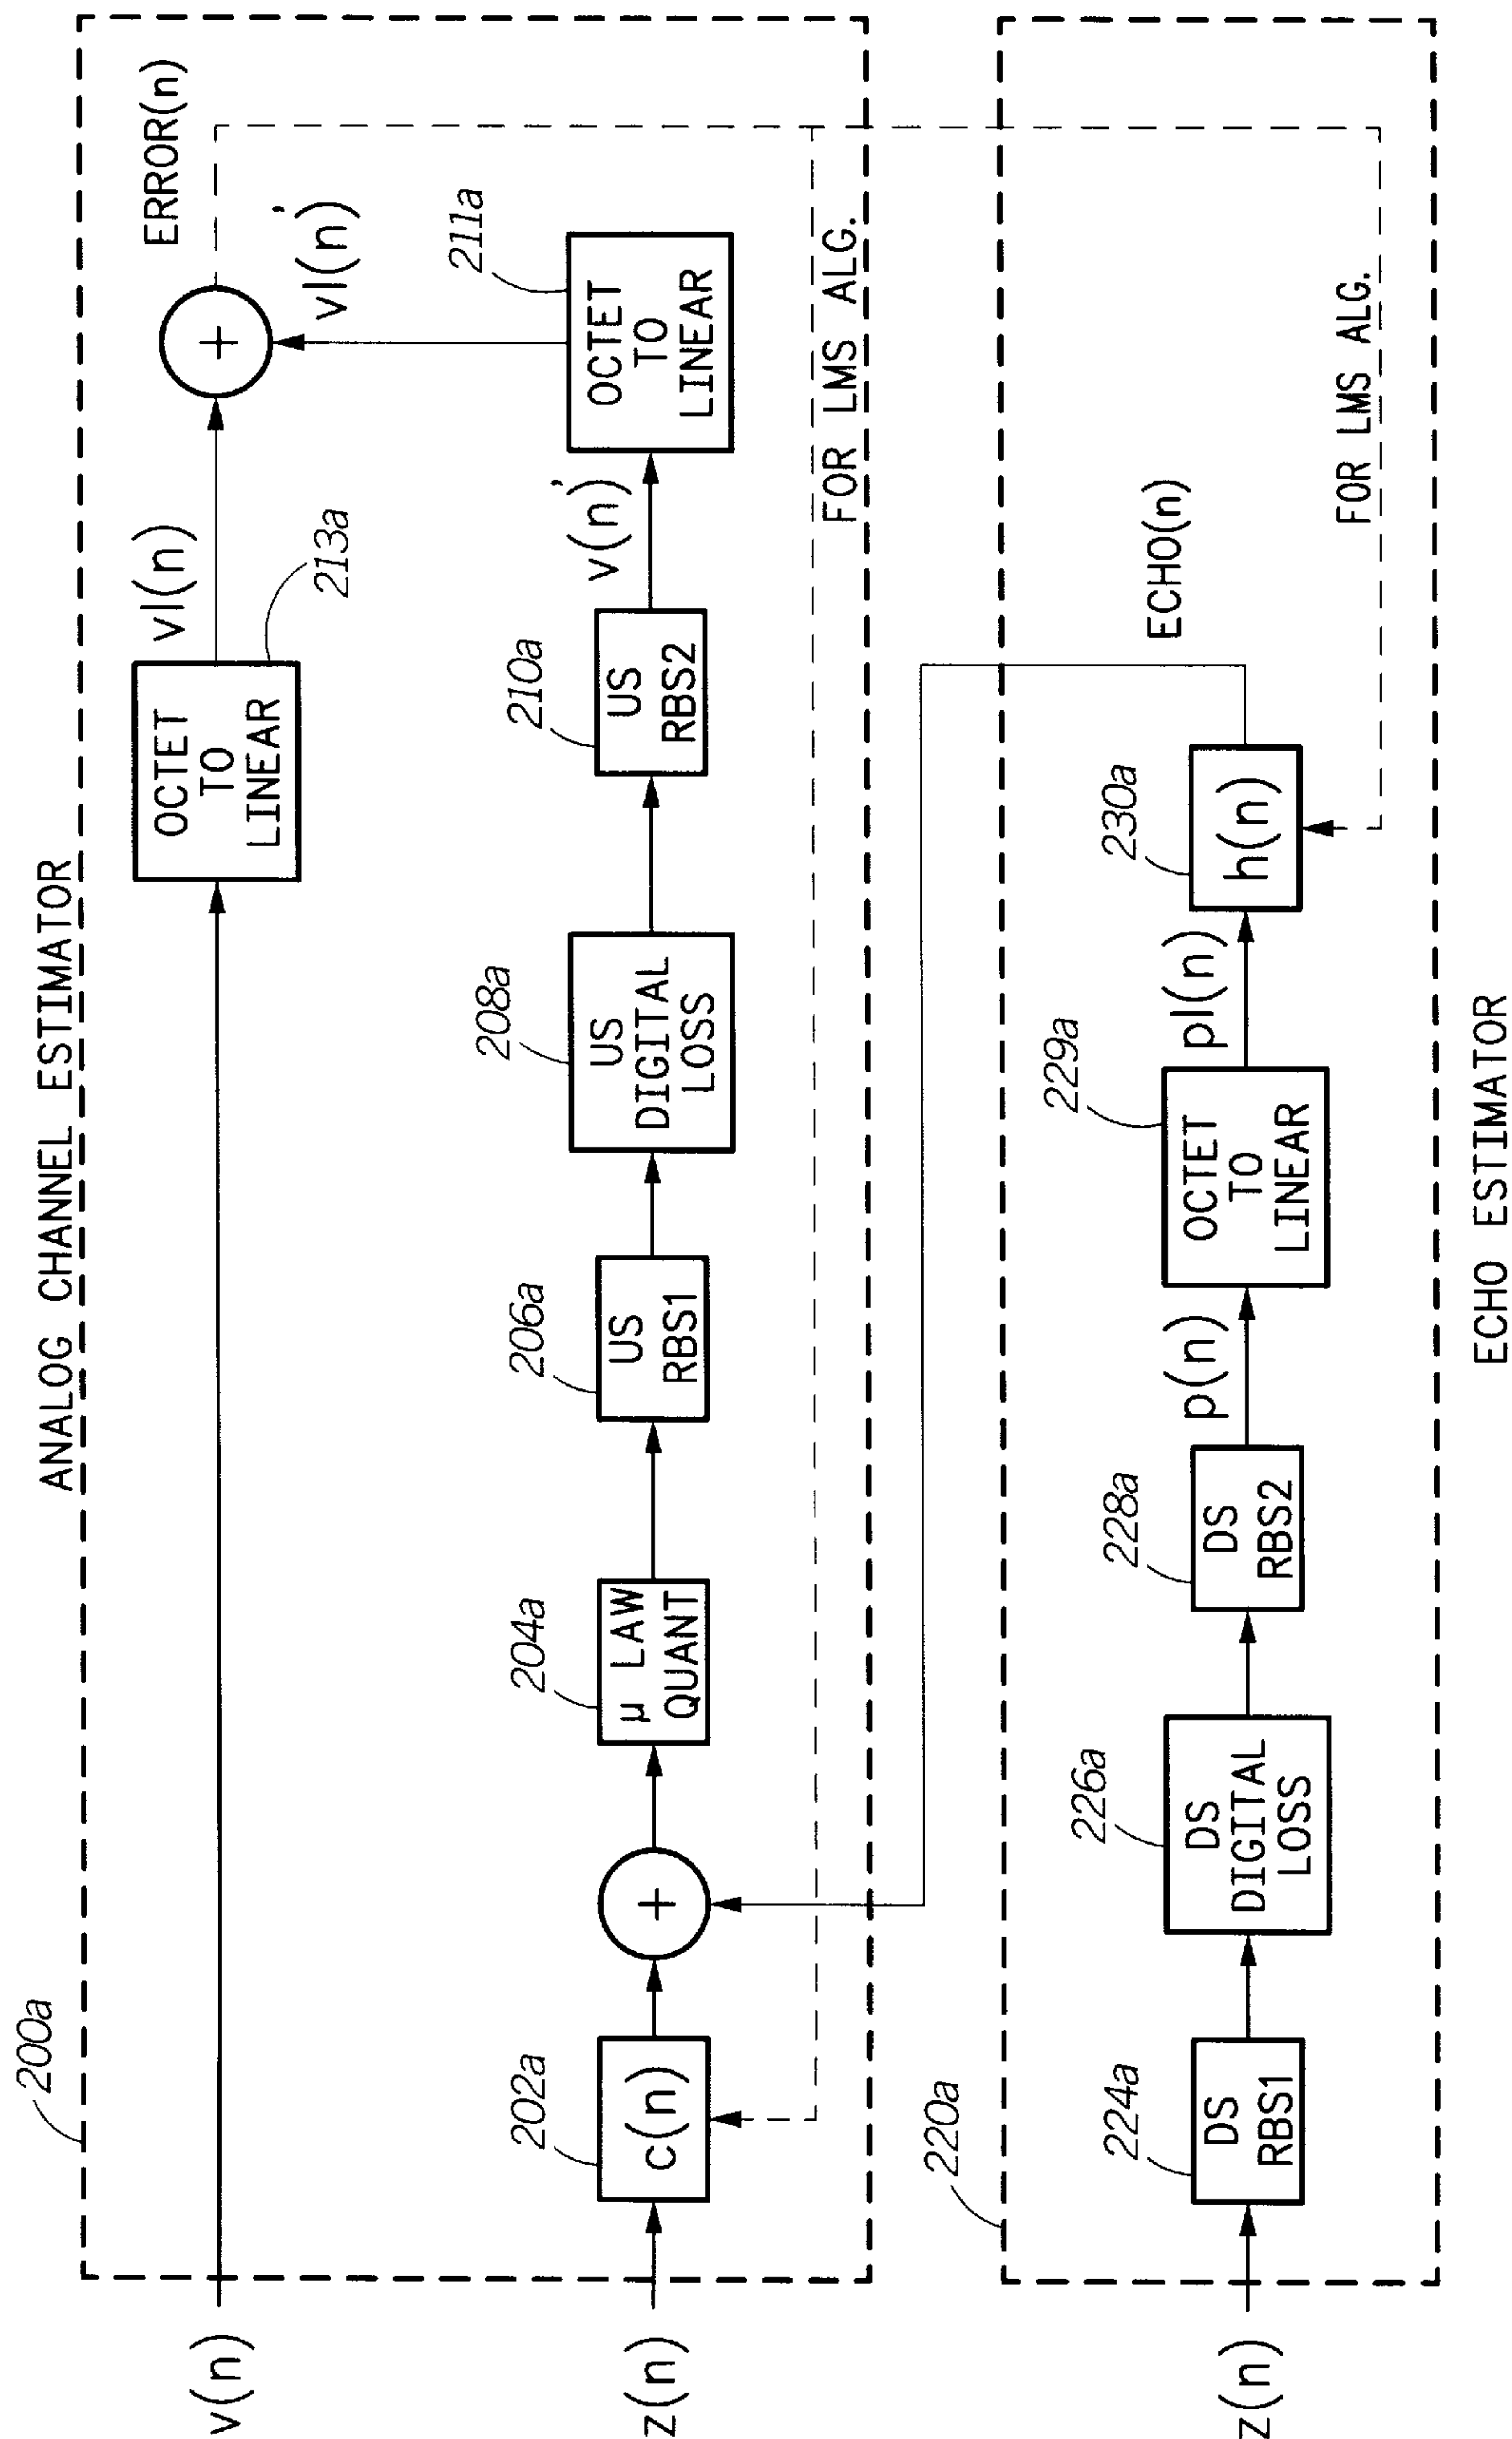 ANALOG CHANNEL ESTIMATOR
200a
v(n)
OCTET
TO
LINEAR
213a
vl(n)
ERROR(n)
vl(n)'
z(n)
202a
c(n)
+
204a
μ LAW
QUANT
206a
US
RBS1
208a
US
DIGITAL
LOSS
210a
US
RBS2
v(n)'
211a
OCTET
TO
LINEAR
+
FOR LMS ALG.
220a
z(n)
224a
DS
RBS1
226a
DS
DIGITAL
LOSS
228a
DS
RBS2
p(n)
229a
OCTET
TO
LINEAR
pl(n)
230a
h(n)
ECHO(n)
FOR LMS ALG.
ECHO ESTIMATOR